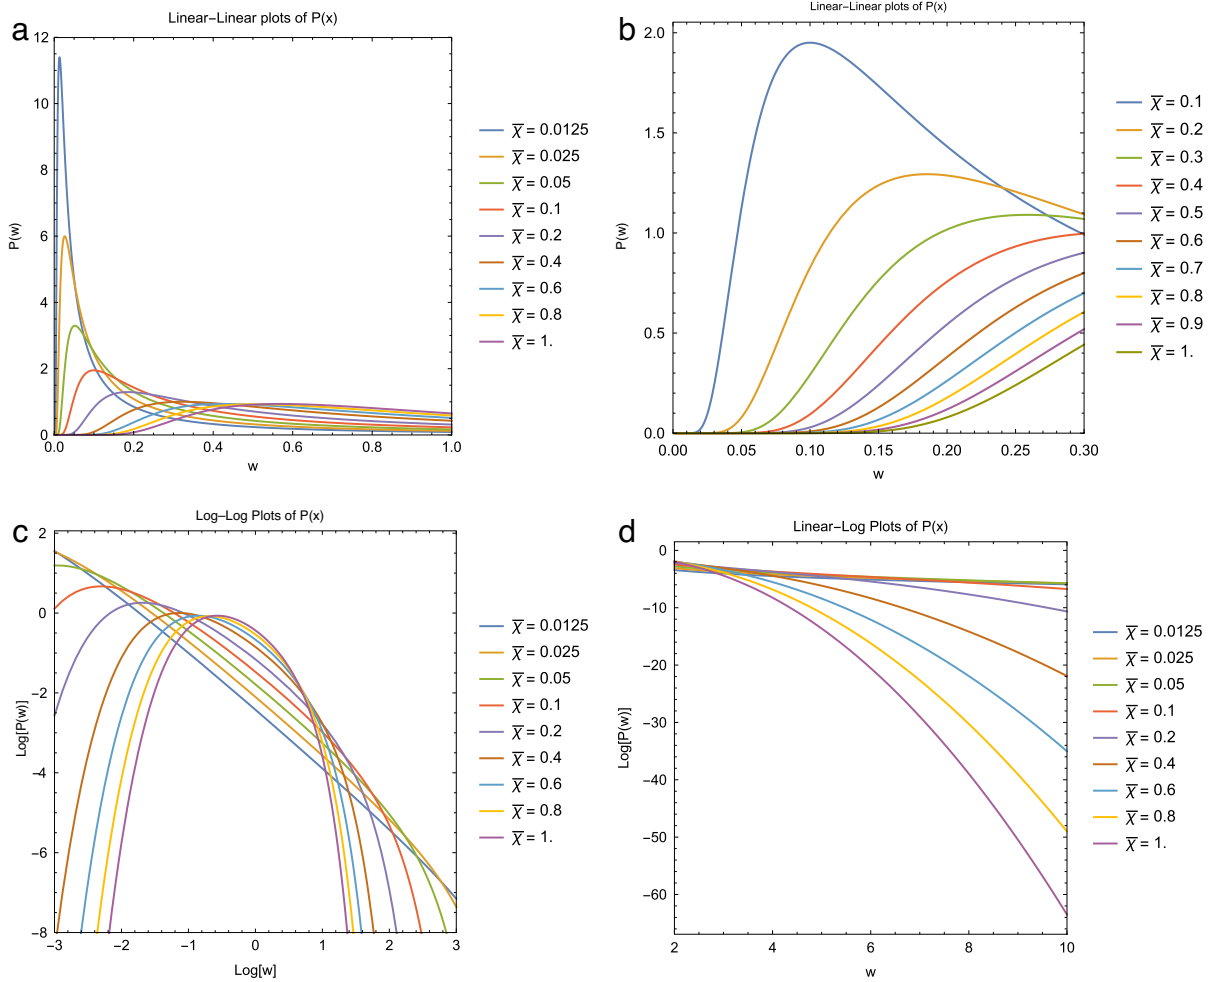 a
Linear–Linear plots of P(x)
12
10
8
6
4
2
0
0.0
0.2
0.4
0.6
0.8
1.0
P(w)
w
χ̅ = 0.0125
χ̅ = 0.025
χ̅ = 0.05
χ̅ = 0.1
χ̅ = 0.2
χ̅ = 0.4
χ̅ = 0.6
χ̅ = 0.8
χ̅ = 1.
b
Linear–Linear plots of P(x)
2.0
1.5
1.0
0.5
0.0
0.00
0.05
0.10
0.15
0.20
0.25
0.30
P(w)
w
χ̅ = 0.1
χ̅ = 0.2
χ̅ = 0.3
χ̅ = 0.4
χ̅ = 0.5
χ̅ = 0.6
χ̅ = 0.7
χ̅ = 0.8
χ̅ = 0.9
χ̅ = 1.
c
Log–Log Plots of P(x)
2
0
−2
−4
−6
−8
−3
−2
−1
0
1
2
3
Log[P(w)]
Log[w]
χ̅ = 0.0125
χ̅ = 0.025
χ̅ = 0.05
χ̅ = 0.1
χ̅ = 0.2
χ̅ = 0.4
χ̅ = 0.6
χ̅ = 0.8
χ̅ = 1.
d
Linear–Log Plots of P(x)
0
−10
−20
−30
−40
−50
−60
2
4
6
8
10
Log[P(w)]
w
χ̅ = 0.0125
χ̅ = 0.025
χ̅ = 0.05
χ̅ = 0.1
χ̅ = 0.2
χ̅ = 0.4
χ̅ = 0.6
χ̅ = 0.8
χ̅ = 1.